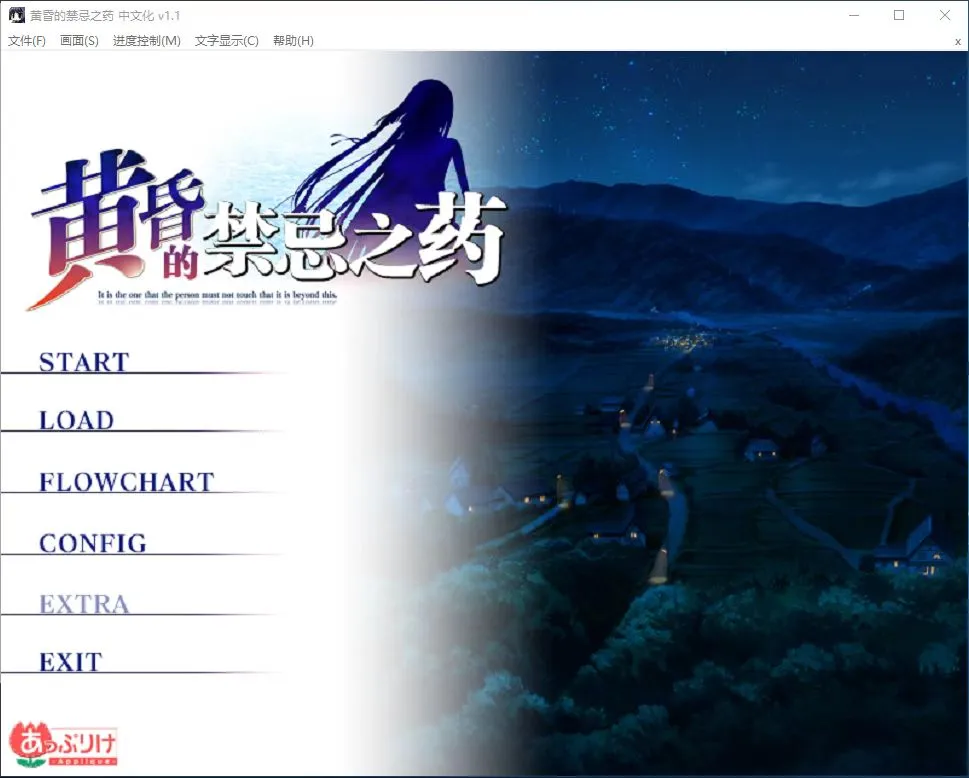 黄昏的禁忌之药 中文化 v1.1
文件(F) 画面(S) 进度控制(M) 文字显示(C) 帮助(H) x
黄昏的禁忌之药
It is the one that the person must not touch that it is beyond this.
START
LOAD
FLOWCHART
CONFIG
EXTRA
EXIT
あっぷりけ
-Applique-